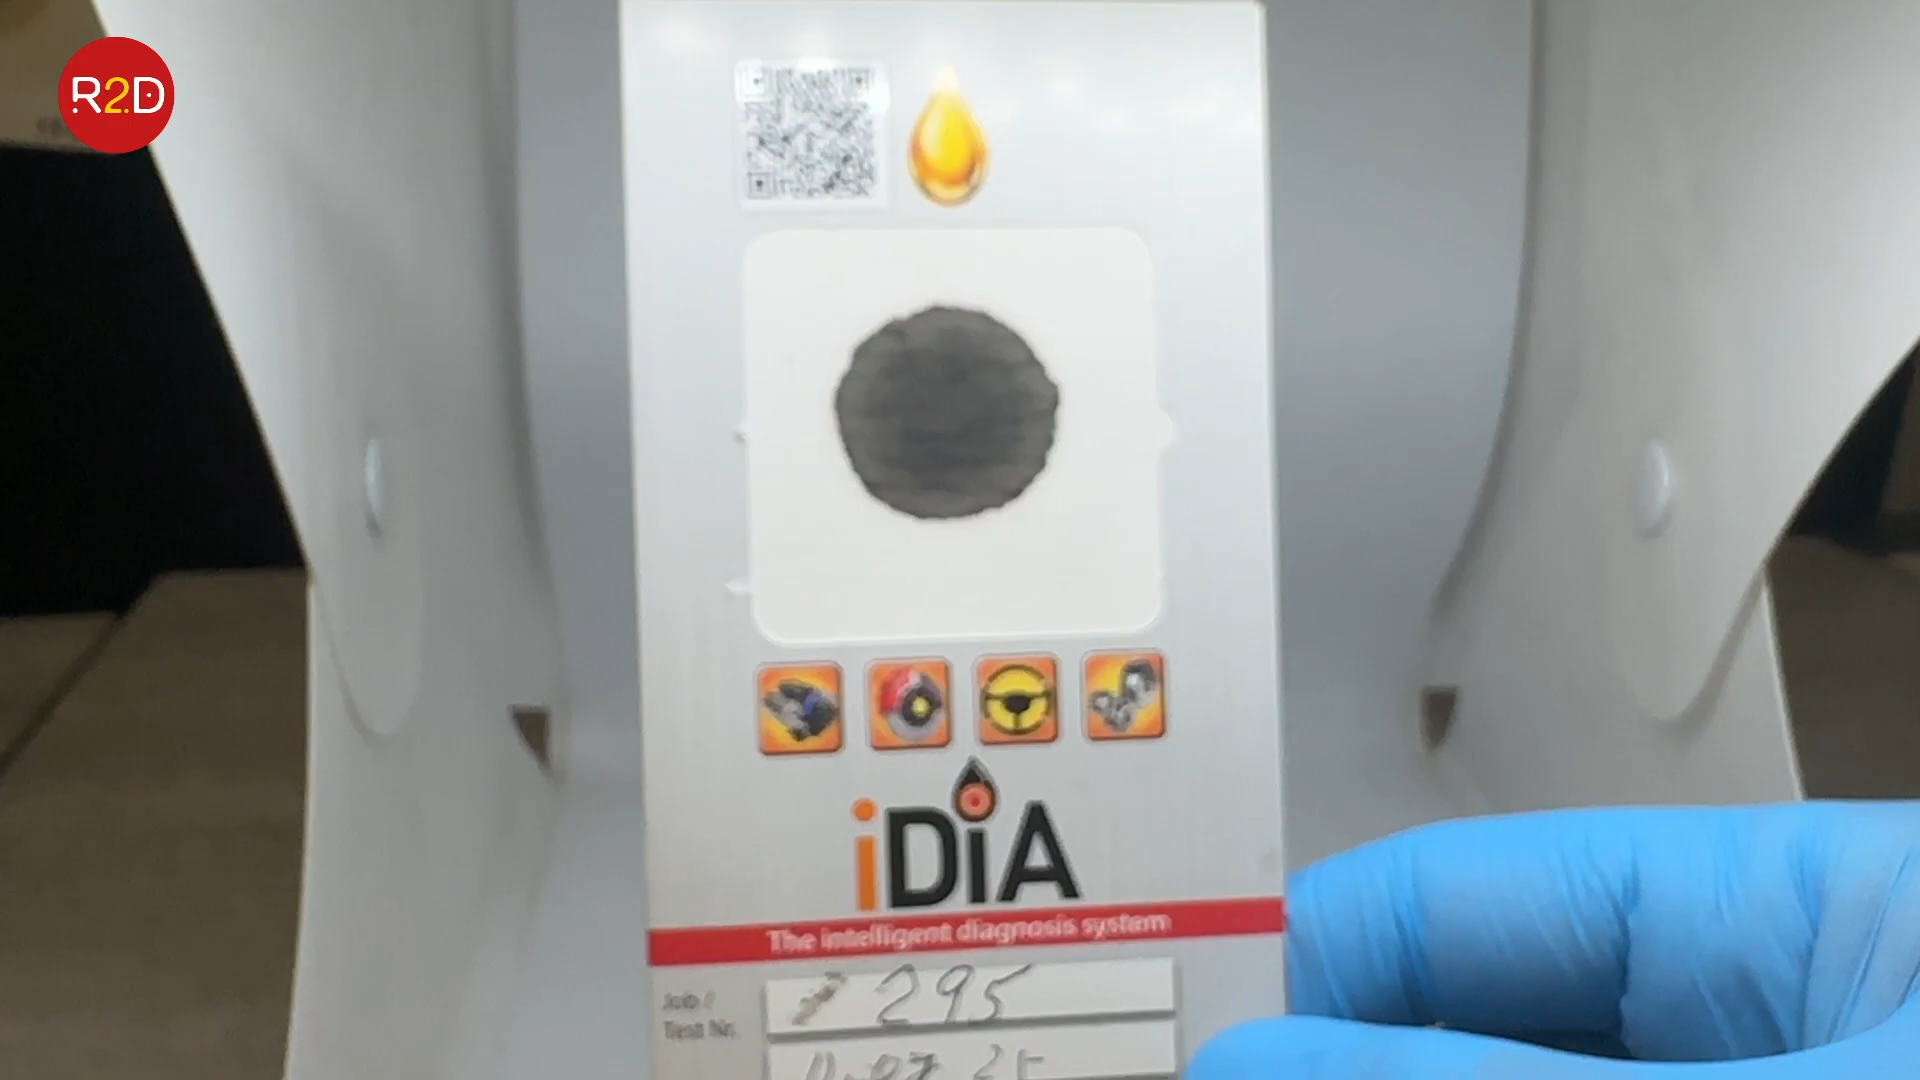 R2D
iDiA
The intelligent diagnosis system
Job /
Test Nr.
295